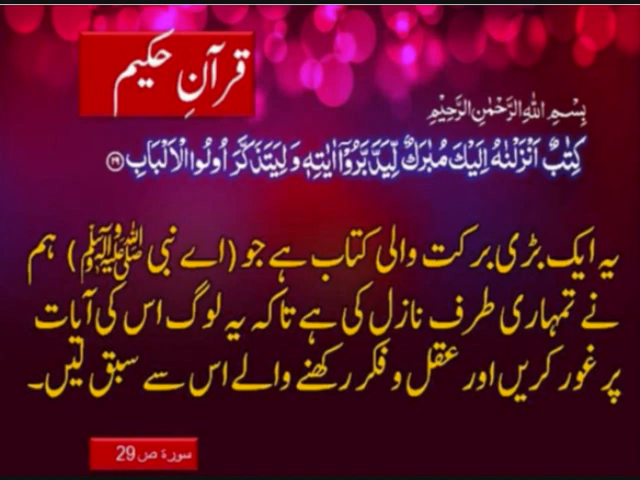 قرآنِ حکیم
بِسْمِ اللهِ الرَّحْمٰنِ الرَّحِيْمِ
كِتٰبٌ اَنْزَلْنٰهُ اِلَيْكَ مُبٰرَكٌ لِّيَدَّبَّرُوْۤا اٰيٰتِهٖ وَ لِيَتَذَكَّرَ اُولُوا الْاَلْبَابِ ۝۲۹
یہ ایک بڑی برکت والی کتاب ہے جو (اے نبی ﷺ) ہم
نے تمہاری طرف نازل کی ہے تاکہ یہ لوگ اس کی آیات
پر غور کریں اور عقل و فکر رکھنے والے اس سے سبق لیں۔
سورۃ ص 29